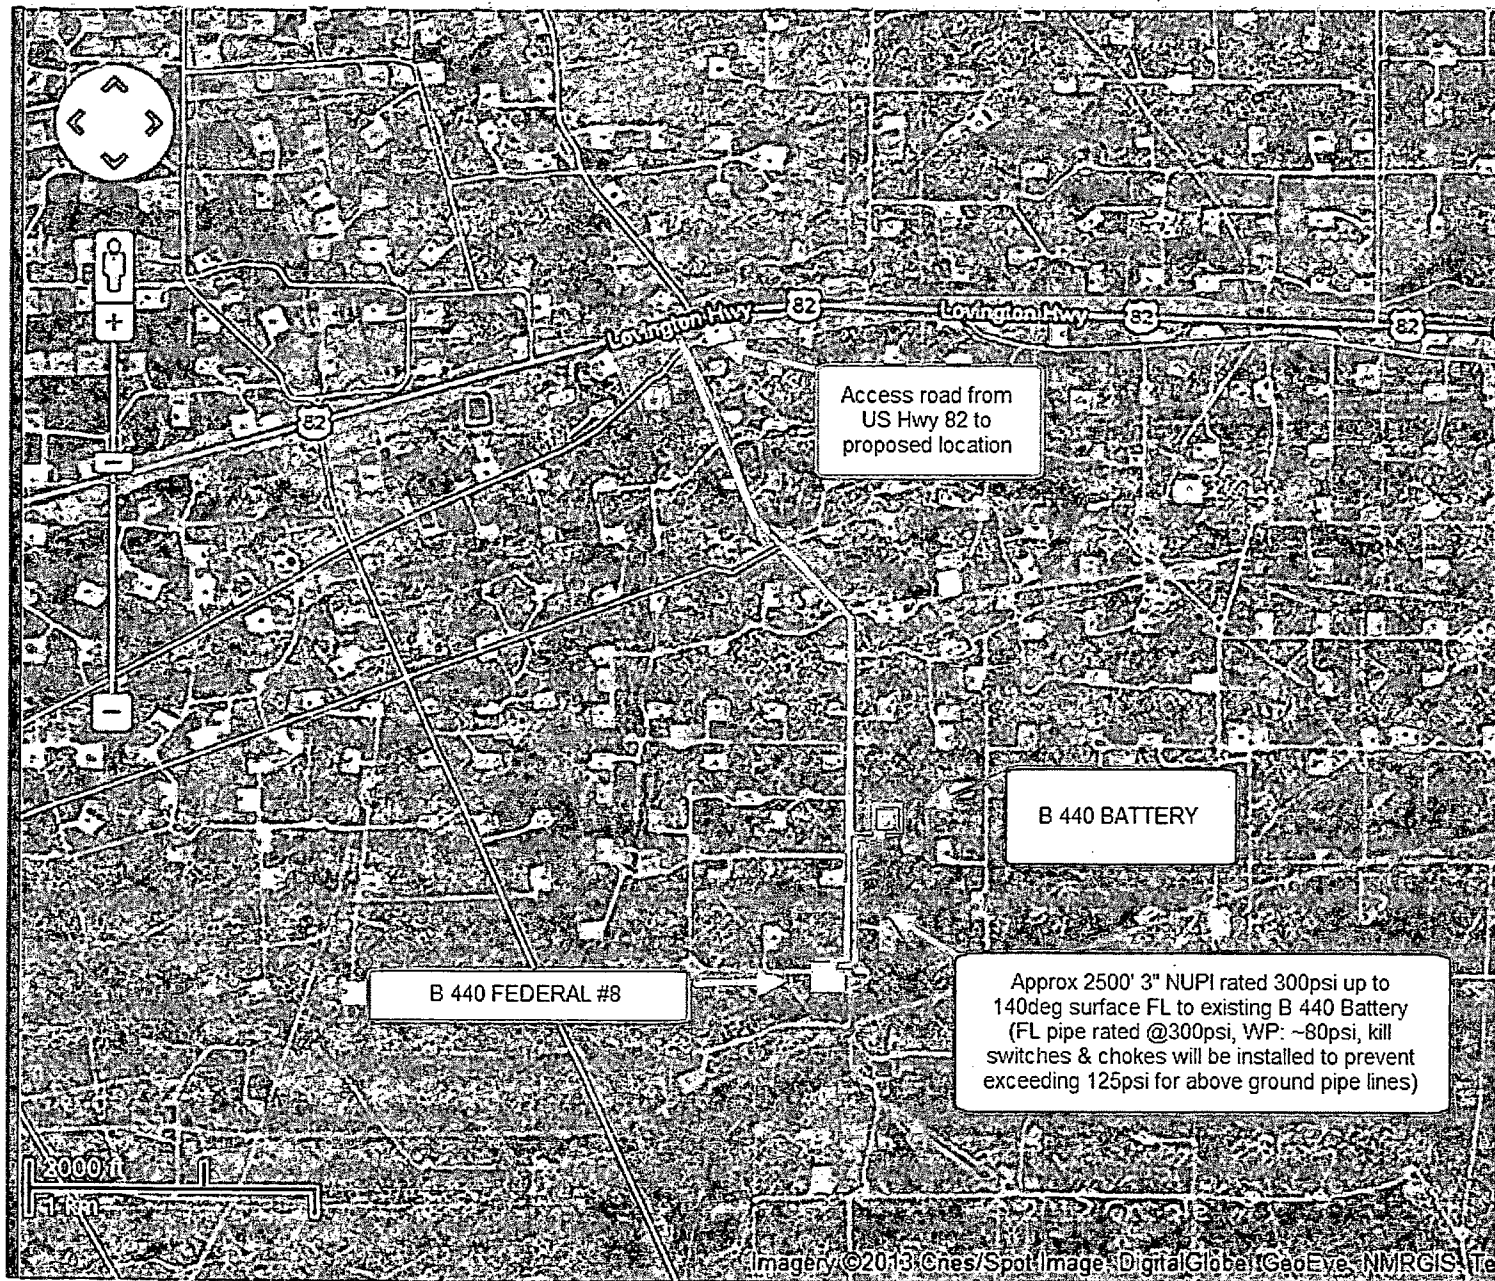 82
Lovington Hwy
Lovington Hwy
82
82
82
Access road from
US Hwy 82 to
proposed location
B 440 BATTERY
B 440 FEDERAL #8
Approx 2500' 3" NUPI rated 300psi up to
140deg surface FL to existing B 440 Battery
(FL pipe rated @300psi, WP: ~80psi, kill
switches & chokes will be installed to prevent
exceeding 125psi for above ground pipe lines)
2000 ft
1 km
Imagery ©2013 Cnes/Spot Image, DigitalGlobe, GeoEye, NMRGIS, Te